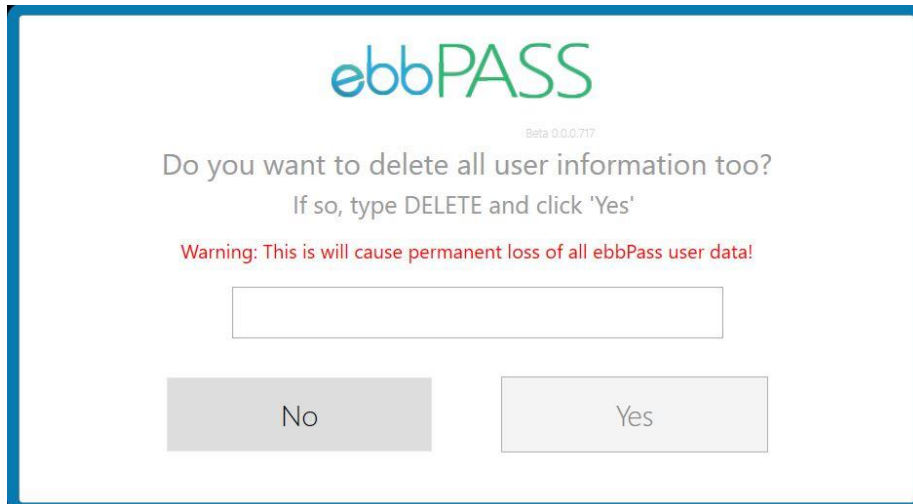 ebbPASS
Beta 0.0.0.717
Do you want to delete all user information too?
If so, type DELETE and click 'Yes'
Warning: This is will cause permanent loss of all ebbPass user data!
No
Yes